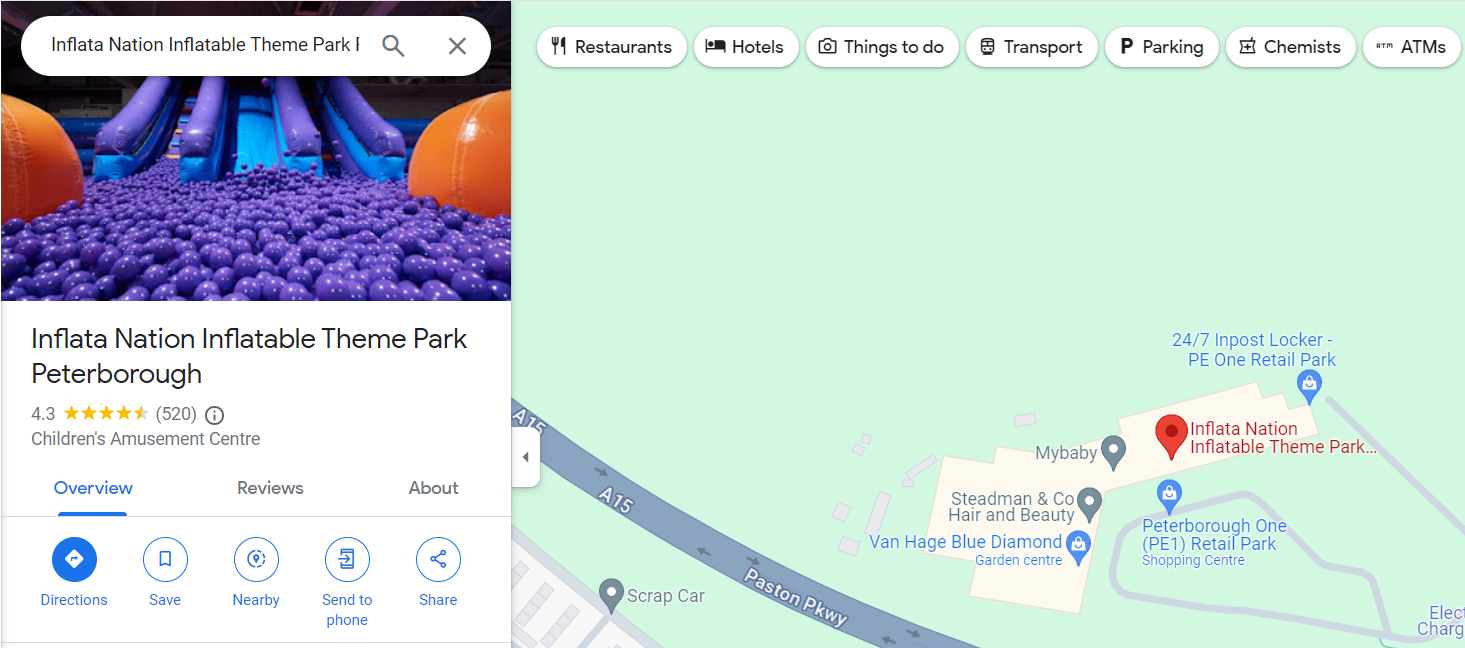 Inflata Nation Inflatable Theme Park
Restaurants
Hotels
Things to do
Transport
Parking
Chemists
ATM
ATMs
Inflata Nation Inflatable Theme Park
Peterborough
4.3
(520)
Children's Amusement Centre
Overview
Reviews
About
Directions
Save
Nearby
Send to
phone
Share
24/7 Inpost Locker -
PE One Retail Park
Inflata Nation
Inflatable Theme Park...
Mybaby
Steadman & Co
Hair and Beauty
Van Hage Blue Diamond
Garden centre
Peterborough One
(PE1) Retail Park
Shopping Centre
A15
A15
Paston Pkwy
Scrap Car
Elect
Charg